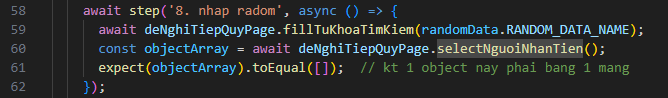 58 await step('8. nhap radom', async () => {
59 await deNghiTiepQuyPage.fillTuKhoaTimKiem(randomData.RANDOM_DATA_NAME);
60 const objectArray = await deNghiTiepQuyPage.selectNguoiNhanTien();
61 expect(objectArray).toEqual([]); // kt 1 object nay phai bang 1 mang
62 });